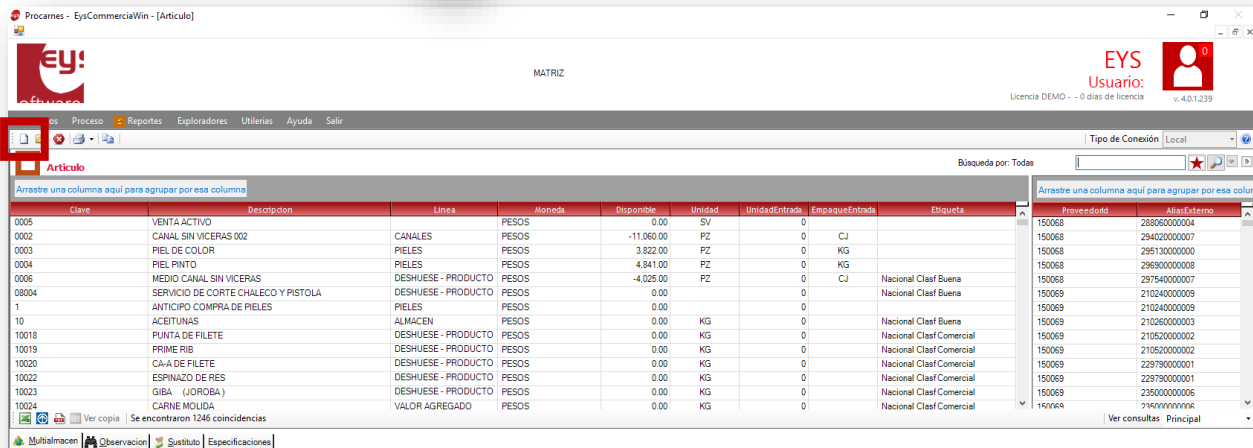 Procarnes - EysCommerciaWin - [Articulo]
eys
software
MATRIZ
EYS
Usuario:
0
Licencia DEMO - - 0 dias de licencia
v. 4.0.1.239
os Proceso Reportes Exploradores Utilerias Ayuda Salir
Tipo de Conexión Local
Articulo
Búsqueda por: Todas
Arrastre una columna aquí para agrupar por esa columna
Clave Descripcion Linea Moneda Disponible Unidad UnidadEntrada EmpaqueEntrada Etiqueta
0005 VENTA ACTIVO PESOS 0.00 SV 0
0002 CANAL SIN VICERAS 002 CANALES PESOS -11,060.00 PZ 0 CJ
0003 PIEL DE COLOR PIELES PESOS 3,822.00 PZ 0 KG
0004 PIEL PINTO PIELES PESOS 4,841.00 PZ 0 KG
0006 MEDIO CANAL SIN VICERAS DESHUESE - PRODUCTO PESOS -4,025.00 PZ 0 CJ Nacional Clasf Buena
08004 SERVICIO DE CORTE CHALECO Y PISTOLA DESHUESE - PRODUCTO PESOS 0.00 0 Nacional Clasf Buena
1 ANTICIPO COMPRA DE PIELES PIELES PESOS 0.00 0
10 ACEITUNAS ALMACEN PESOS 0.00 KG 0 Nacional Clasf Buena
10018 PUNTA DE FILETE DESHUESE - PRODUCTO PESOS 0.00 KG 0 Nacional Clasf Comercial
10019 PRIME RIB DESHUESE - PRODUCTO PESOS 0.00 KG 0 Nacional Clasf Comercial
10020 CA-A DE FILETE DESHUESE - PRODUCTO PESOS 0.00 KG 0 Nacional Clasf Comercial
10022 ESPINAZO DE RES DESHUESE - PRODUCTO PESOS 0.00 KG 0 Nacional Clasf Comercial
10023 GIBA (JOROBA) DESHUESE - PRODUCTO PESOS 0.00 KG 0 Nacional Clasf Comercial
10024 CARNE MOLIDA VALOR AGREGADO PESOS 0.00 KG 0 Nacional Clasf Comercial
Arrastre una columna aquí para agrupar por esa colu
ProveedorId AliasExterno
150068 288060000004
150068 294020000007
150068 295130000000
150068 296900000008
150068 297540000007
150069 210240000009
150069 210240000009
150069 210260000003
150069 210520000002
150069 210520000002
150069 229790000001
150069 229790000001
150069 235000000006
150069 235000000006
Ver copia Se encontraron 1246 coincidencias
Ver consultas Principal
Multialmacen Observacion Sustituto Especificaciones